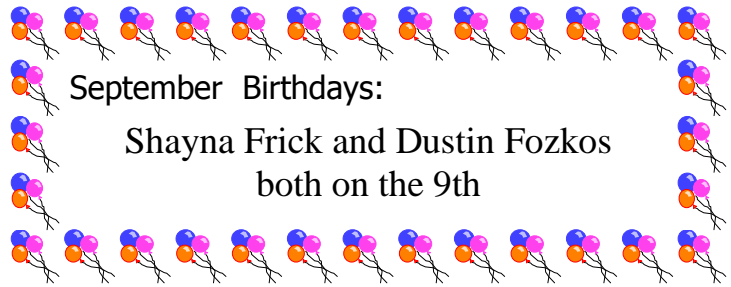 September Birthdays:
Shayna Frick and Dustin Fozkos
both on the 9th